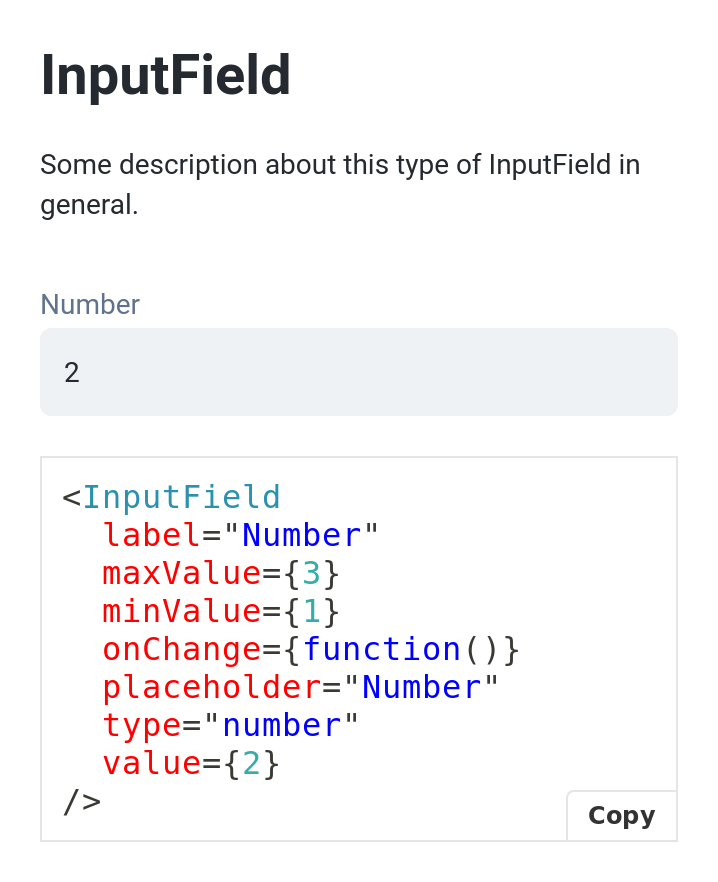 InputField
Some description about this type of InputField in
general.
Number
2
<InputField
  label="Number"
  maxValue={3}
  minValue={1}
  onChange={function()}
  placeholder="Number"
  type="number"
  value={2}
/>
Copy